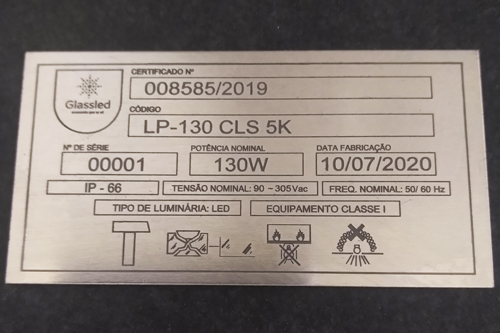 Glassled
CERTIFICADO Nº
008585/2019
CÓDIGO
LP-130 CLS 5K
Nº DE SÉRIE
00001
POTÊNCIA NOMINAL
130W
DATA FABRICAÇÃO
10/07/2020
IP - 66
TENSÃO NOMINAL: 90 ~ 305Vac
FREQ. NOMINAL: 50/ 60 Hz
TIPO DE LUMINÁRIA: LED
EQUIPAMENTO CLASSE I